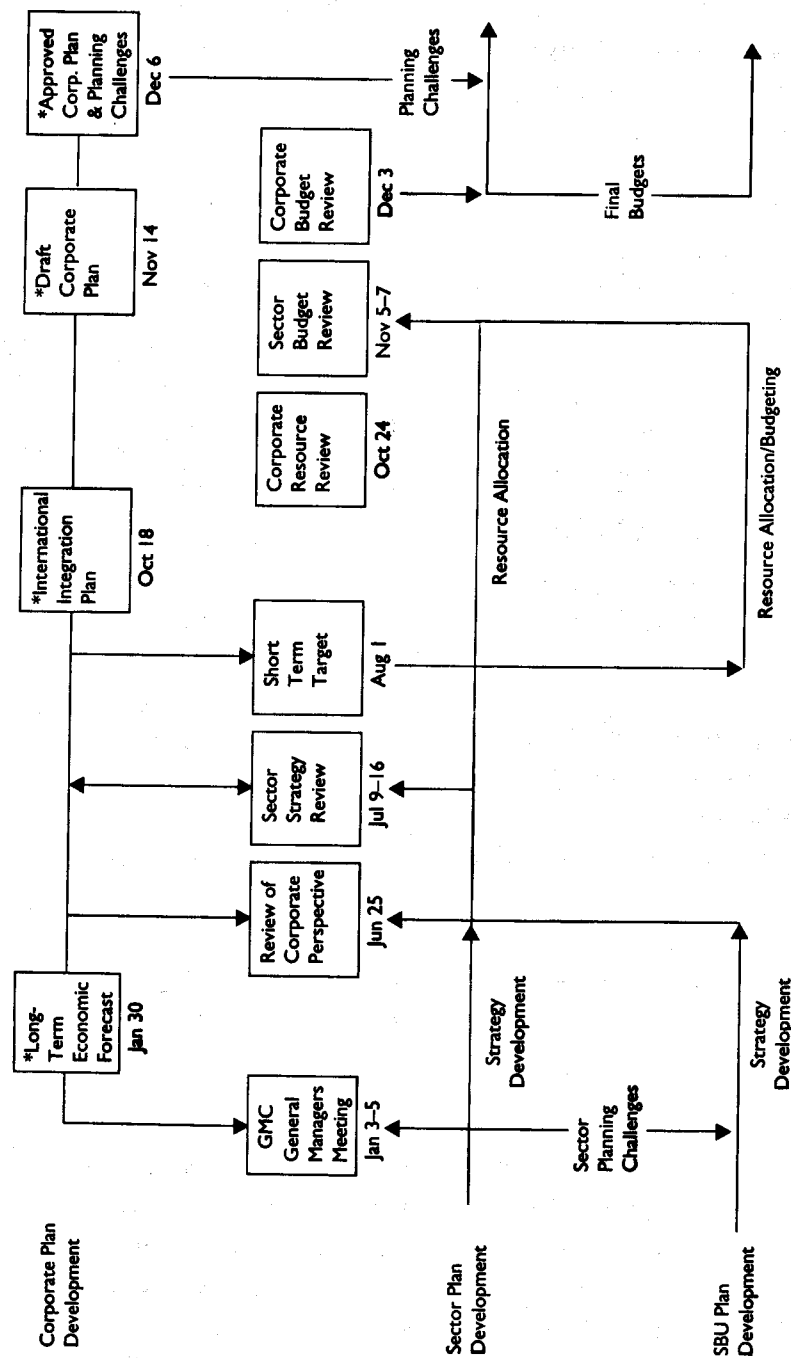 Corporate Plan
Development
*Long-
Term
Economic
Forecast
Jan 30
*International
Integration
Plan
Oct 18
*Draft
Corporate
Plan
Nov 14
*Approved
Corp. Plan
& Planning
Challenges
Dec 6
GMC
General
Managers
Meeting
Jan 3–5
Review of
Corporate
Perspective
Jun 25
Sector
Strategy
Review
Jul 9–16
Short
Term
Target
Aug 1
Corporate
Resource
Review
Oct 24
Sector
Budget
Review
Nov 5–7
Corporate
Budget
Review
Dec 3
Planning
Challenges
Sector Plan
Development
Strategy
Development
Resource Allocation
Sector
Planning
Challenges
Final
Budgets
SBU Plan
Development
Strategy
Development
Resource Allocation/Budgeting